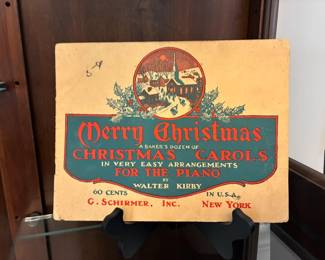 Merry Christmas
A BAKER'S DOZEN OF
CHRISTMAS CAROLS
IN VERY EASY ARRANGEMENTS
FOR THE PIANO
BY
WALTER KIRBY
60 CENTS IN U.S.A.
G. SCHIRMER, INC. NEW YORK